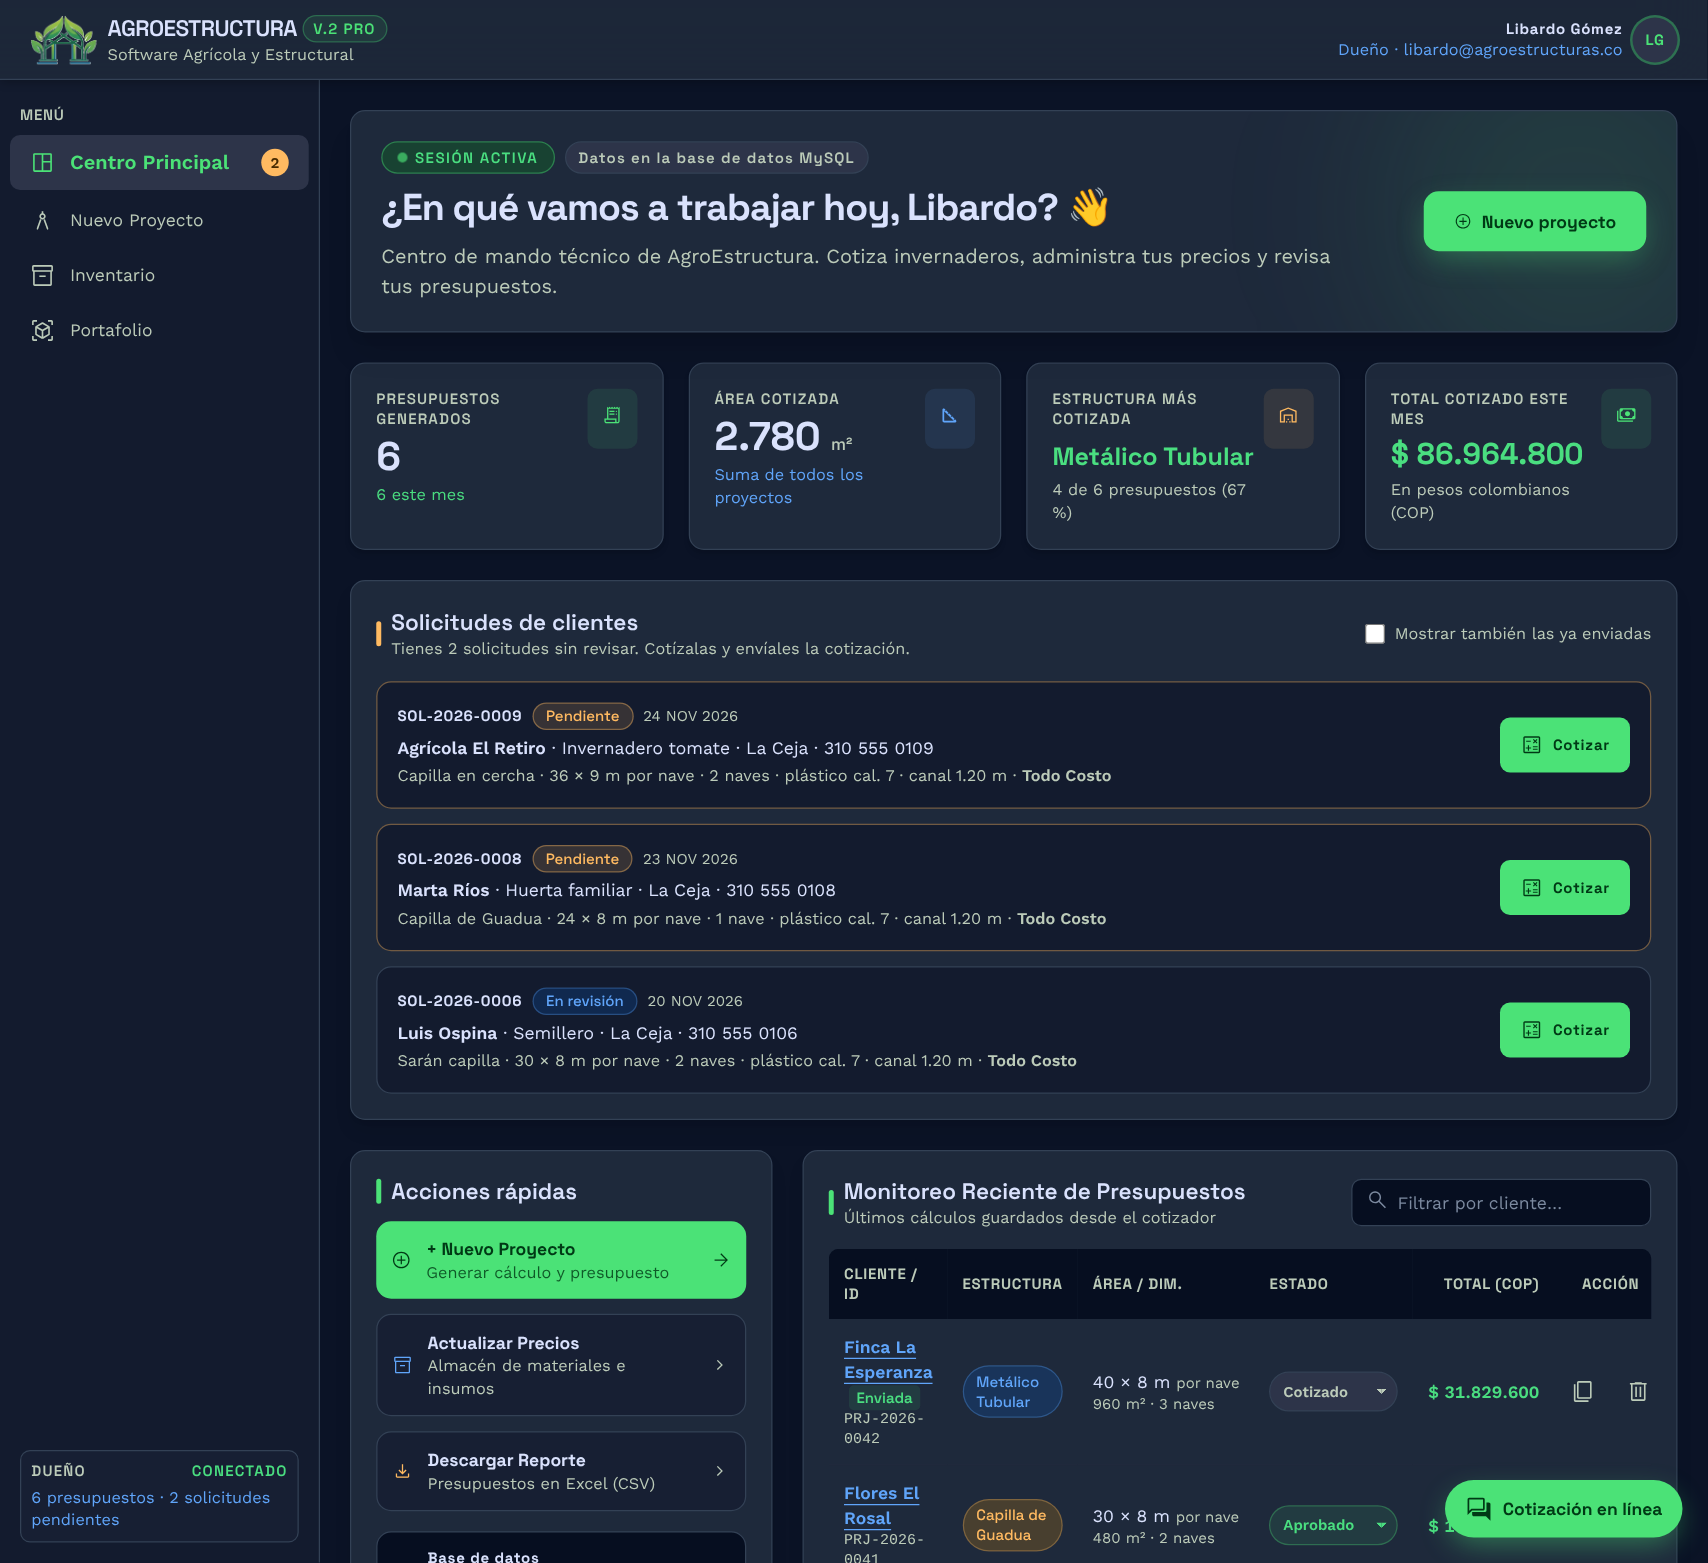 AGROESTRUCTURA V.2 PRO
Software Agrícola y Estructural
Libardo Gómez
Dueño · libardo@agroestructuras.co
LG
MENÚ
Centro Principal 2
Nuevo Proyecto
Inventario
Portafolio
DUEÑO CONECTADO
6 presupuestos · 2 solicitudes
pendientes
SESIÓN ACTIVA
Datos en la base de datos MySQL
¿En qué vamos a trabajar hoy, Libardo? 👋
Centro de mando técnico de AgroEstructura. Cotiza invernaderos, administra tus precios y revisa
tus presupuestos.
Nuevo proyecto
PRESUPUESTOS
GENERADOS
6
6 este mes
ÁREA COTIZADA
2.780 m²
Suma de todos los
proyectos
ESTRUCTURA MÁS
COTIZADA
Metálico Tubular
4 de 6 presupuestos (67
%)
TOTAL COTIZADO ESTE
MES
$ 86.964.800
En pesos colombianos
(COP)
Solicitudes de clientes
Tienes 2 solicitudes sin revisar. Cotízalas y envíales la cotización.
Mostrar también las ya enviadas
SOL-2026-0009 Pendiente 24 NOV 2026
Agrícola El Retiro · Invernadero tomate · La Ceja · 310 555 0109
Capilla en cercha · 36 × 9 m por nave · 2 naves · plástico cal. 7 · canal 1.20 m · Todo Costo
Cotizar
SOL-2026-0008 Pendiente 23 NOV 2026
Marta Ríos · Huerta familiar · La Ceja · 310 555 0108
Capilla de Guadua · 24 × 8 m por nave · 1 nave · plástico cal. 7 · canal 1.20 m · Todo Costo
Cotizar
SOL-2026-0006 En revisión 20 NOV 2026
Luis Ospina · Semillero · La Ceja · 310 555 0106
Sarán capilla · 30 × 8 m por nave · 2 naves · plástico cal. 7 · canal 1.20 m · Todo Costo
Cotizar
Acciones rápidas
+ Nuevo Proyecto
Generar cálculo y presupuesto
Actualizar Precios
Almacén de materiales e
insumos
Descargar Reporte
Presupuestos en Excel (CSV)
Base de datos
Monitoreo Reciente de Presupuestos
Últimos cálculos guardados desde el cotizador
Filtrar por cliente...
CLIENTE /
ID
ESTRUCTURA
ÁREA / DIM.
ESTADO
TOTAL (COP)
ACCIÓN
Finca La
Esperanza
Enviada
PRJ-2026-
0042
Metálico
Tubular
40 × 8 m por nave
960 m² · 3 naves
Cotizado
$ 31.829.600
Flores El
Rosal
PRJ-2026-
0041
Capilla de
Guadua
30 × 8 m por nave
480 m² · 2 naves
Aprobado
$ 1
Cotización en línea